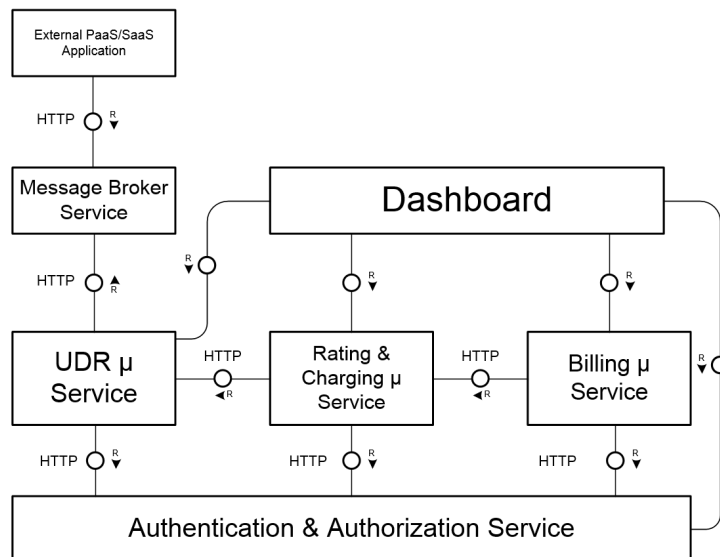 External PaaS/SaaS
Application
HTTP
R
Message Broker
Service
Dashboard
HTTP
R
R
R
R
UDR μ
Service
HTTP
R
Rating &
Charging μ
Service
HTTP
R
Billing μ
Service
R
HTTP
R
HTTP
R
HTTP
R
Authentication & Authorization Service